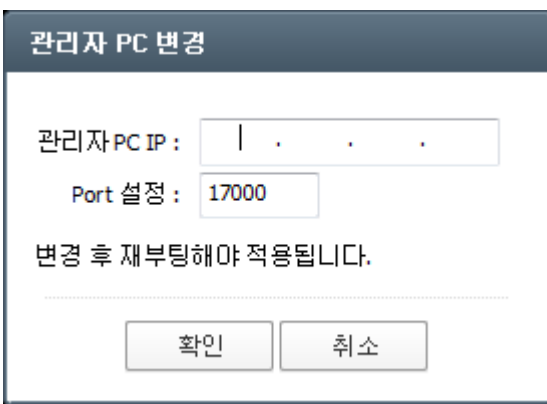 관리자 PC 변경
관리자 PC IP : . . .
Port 설정 : 17000
변경 후 재부팅해야 적용됩니다.
확인 취소